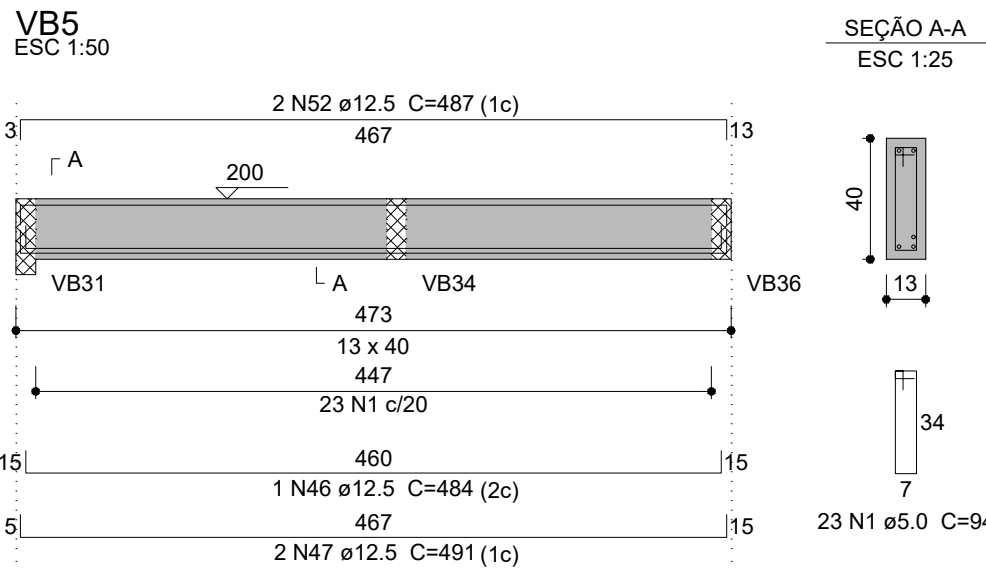 VB5
ESC 1:50
SEÇÃO A-A
ESC 1:25
2 N52 ø12.5 C=487 (1c)
3
467
13
A
200
40
VB31
A
VB34
VB36
13
473
13 x 40
447
23 N1 c/20
34
15
460
15
1 N46 ø12.5 C=484 (2c)
7
5
467
15
23 N1 ø5.0 C=94
2 N47 ø12.5 C=491 (1c)